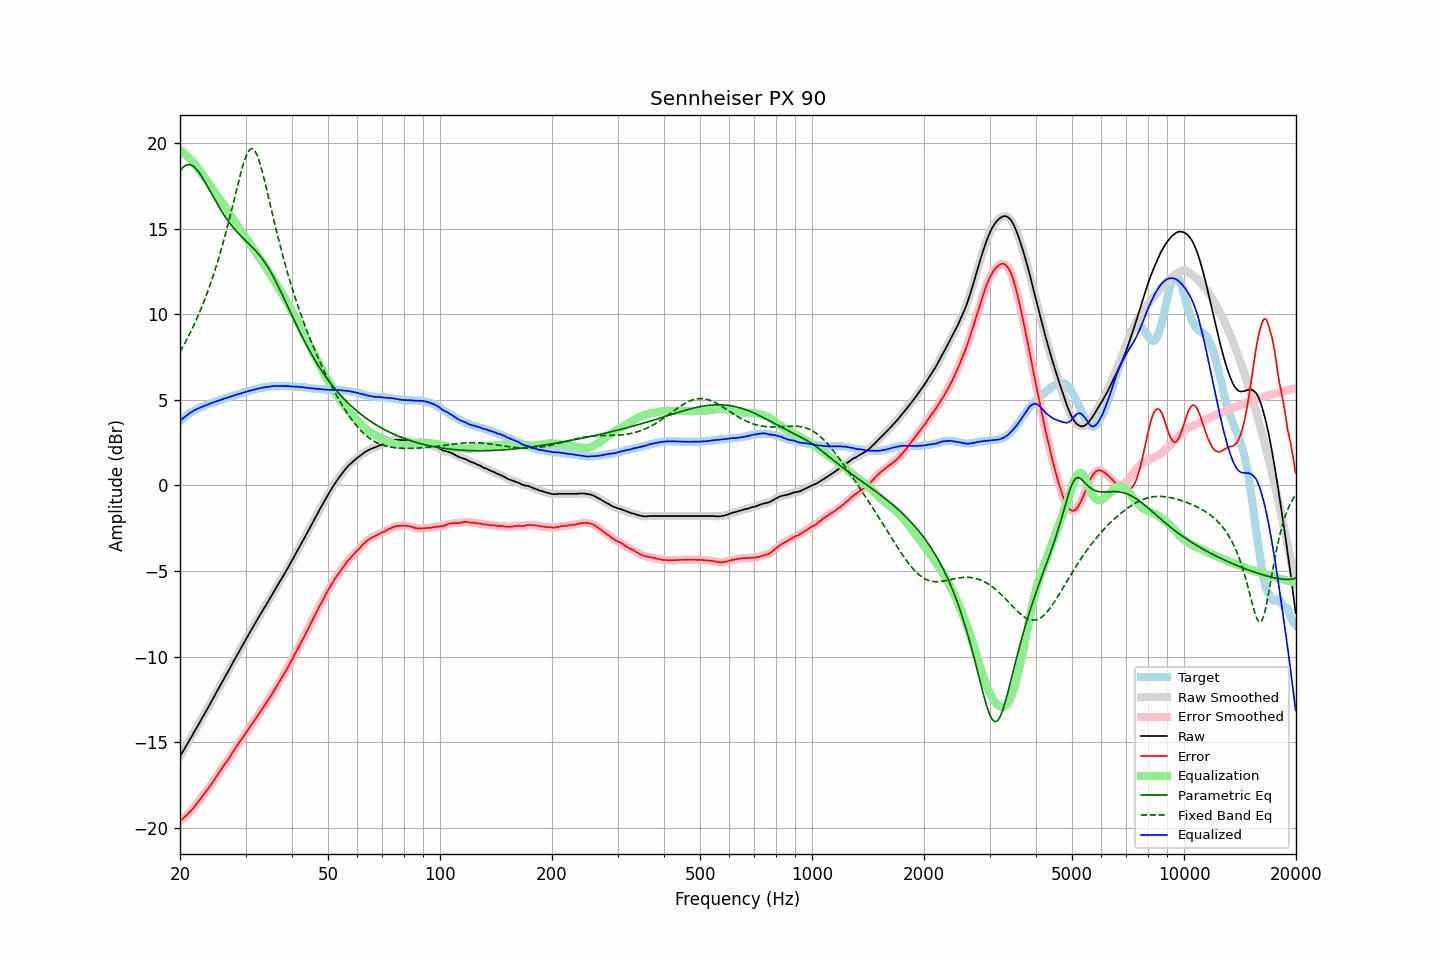 Sennheiser PX 90
20
15
10
5
0
−5
−10
−15
−20
Amplitude (dBr)
20
50
100
200
500
1000
2000
5000
10000
20000
Frequency (Hz)
Target
Raw Smoothed
Error Smoothed
Raw
Error
Equalization
Parametric Eq
Fixed Band Eq
Equalized